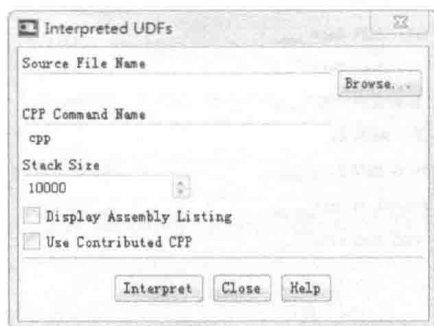 Interpreted UDFs
Source File Name
Browse...
CPP Command Name
cpp
Stack Size
10000
Display Assembly Listing
Use Contributed CPP
Interpret Close Help